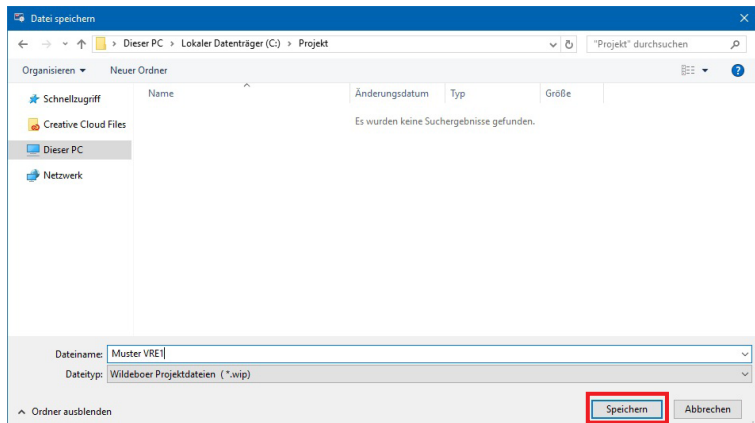 Datei speichern
Dieser PC > Lokaler Datenträger (C:) > Projekt
"Projekt" durchsuchen
Organisieren
Neuer Ordner
Schnellzugriff
Creative Cloud Files
Dieser PC
Netzwerk
Name
Änderungsdatum
Typ
Größe
Es wurden keine Suchergebnisse gefunden.
Dateiname: Muster VRE1
Dateityp: Wildeboer Projektdateien ( *.wip)
Ordner ausblenden
Speichern
Abbrechen